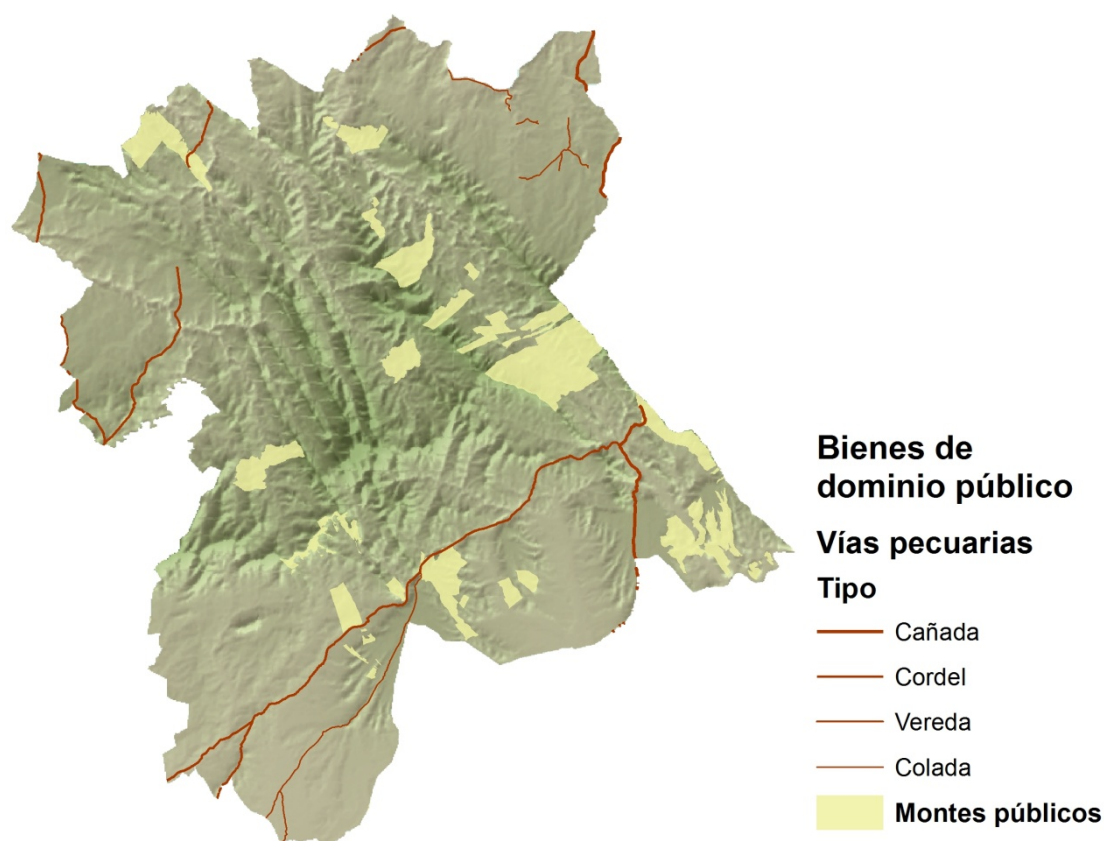 Bienes de
dominio público
Vías pecuarias
Tipo
Cañada
Cordel
Vereda
Colada
Montes públicos